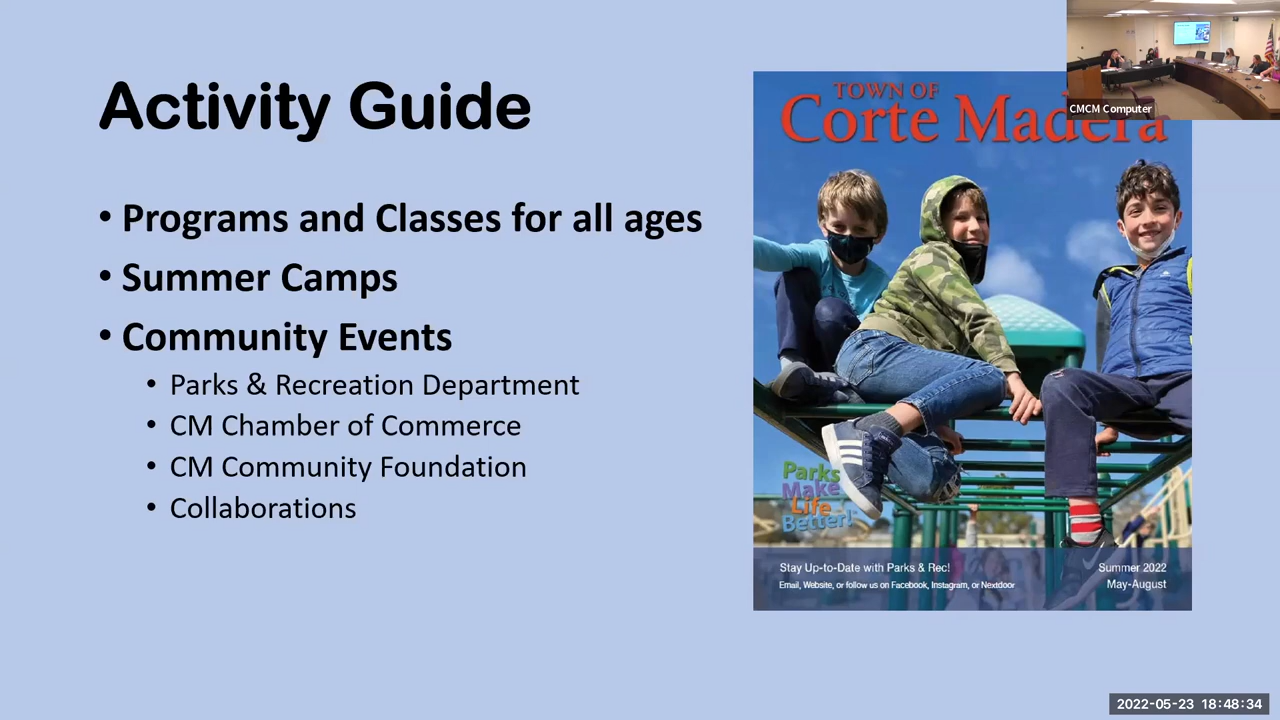 Activity Guide
• Programs and Classes for all ages
• Summer Camps
• Community Events
• Parks & Recreation Department
• CM Chamber of Commerce
• CM Community Foundation
• Collaborations
TOWN OF
Corte Madera
Parks
Make
Life
Better!
Stay Up-to-Date with Parks & Rec!
Email, Website, or follow us on Facebook, Instagram, or Nextdoor
Summer 2022
May-August
CMCM Computer
2022-05-23 18:48:34